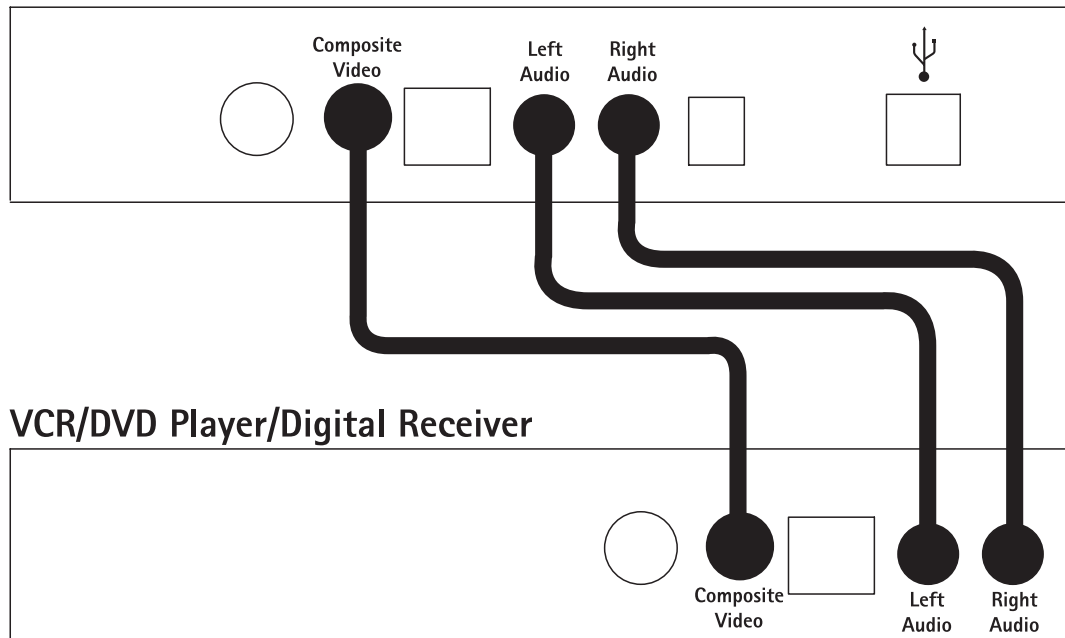 Composite
Video
Left
Audio
Right
Audio
VCR/DVD Player/Digital Receiver
Composite
Video
Left
Audio
Right
Audio